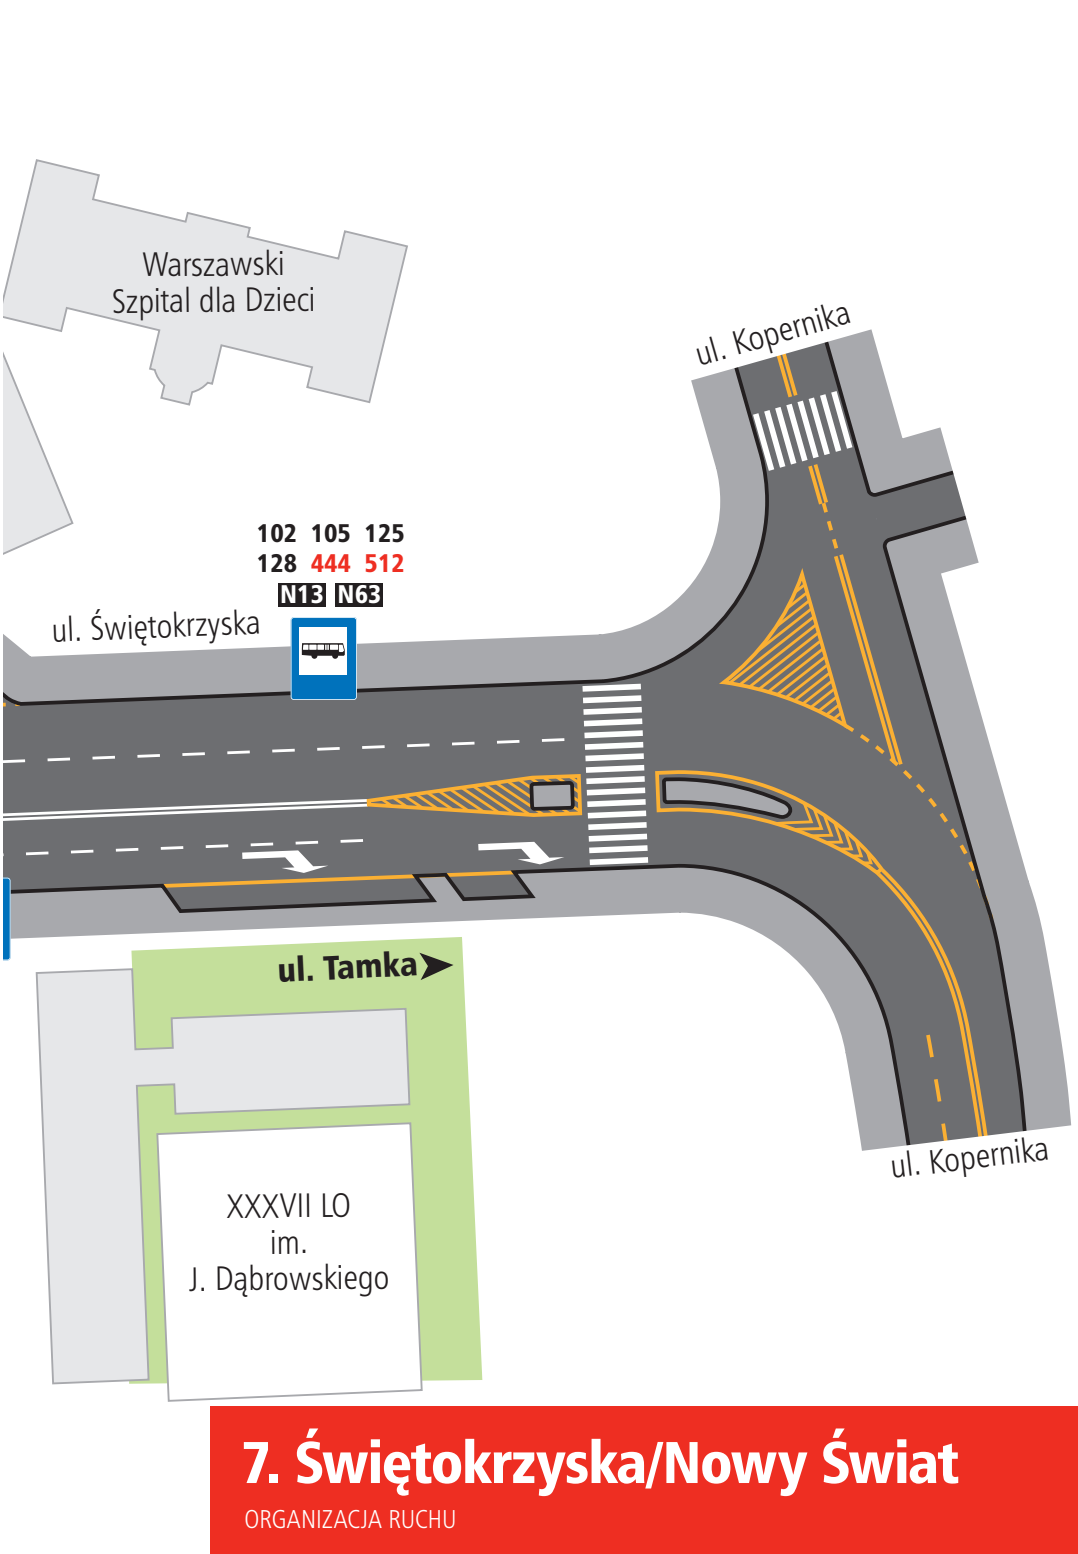 Warszawski
Szpital dla Dzieci
ul. Kopernika
102 105 125
128 444 512
N13 N63
ul. Świętokrzyska
ul. Tamka
ul. Kopernika
XXXVII LO
im.
J. Dąbrowskiego
7. Świętokrzyska/Nowy Świat
ORGANIZACJA RUCHU